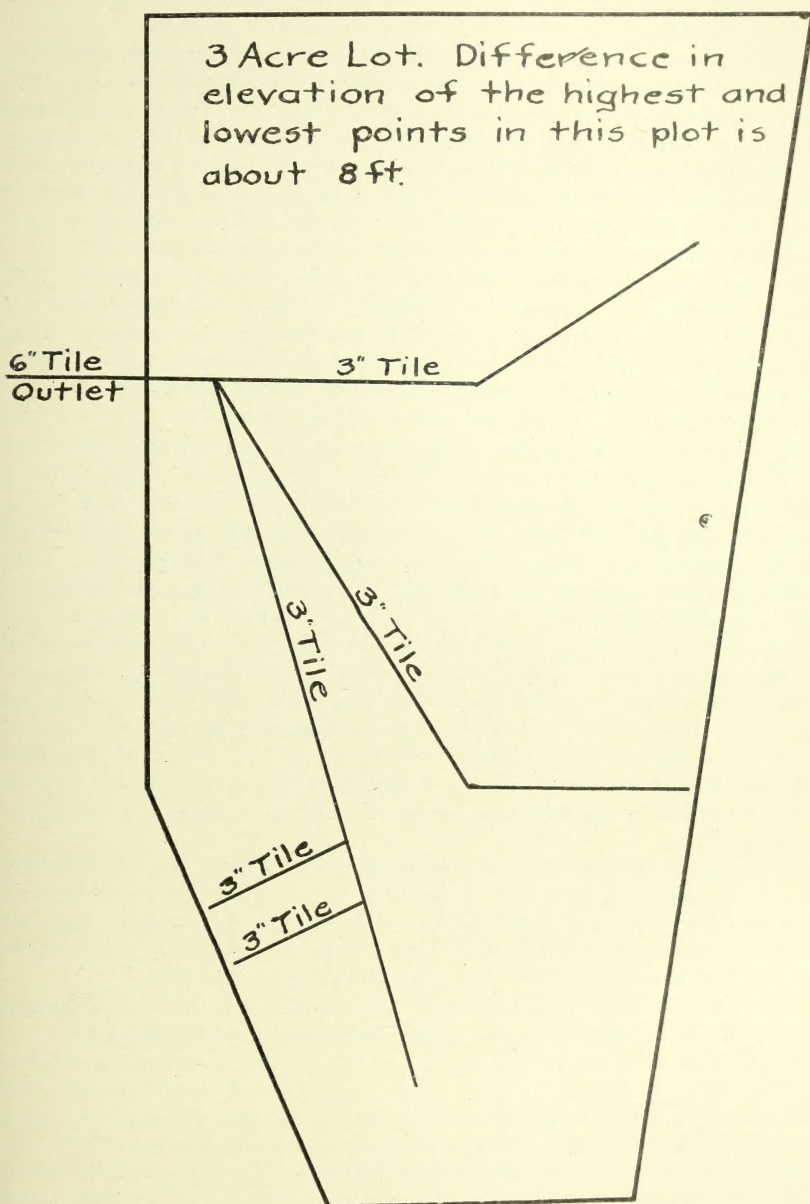 3 Acre Lot. Difference in
elevation of the highest and
lowest points in this plot is
about 8 ft.
6" Tile
Outlet
3" Tile
3" Tile
3" Tile
3" Tile
3" Tile